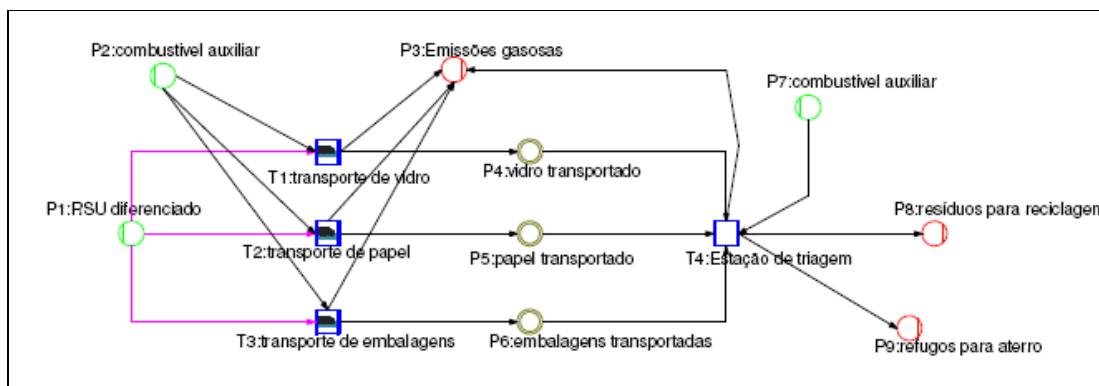 P2:combustivel auxiliar
P3:Emissões gasosas
P7:combustivel auxiliar
T1:transporte de vidro
P4:vidro transportado
P1:RSU diferenciado
P8:resíduos para reciclagem
T2:transporte de papel
P5:papel transportado
T4:Estação de triagem
T3:transporte de embalagens
P6:embalagens transportadas
P9:refugos para aterro